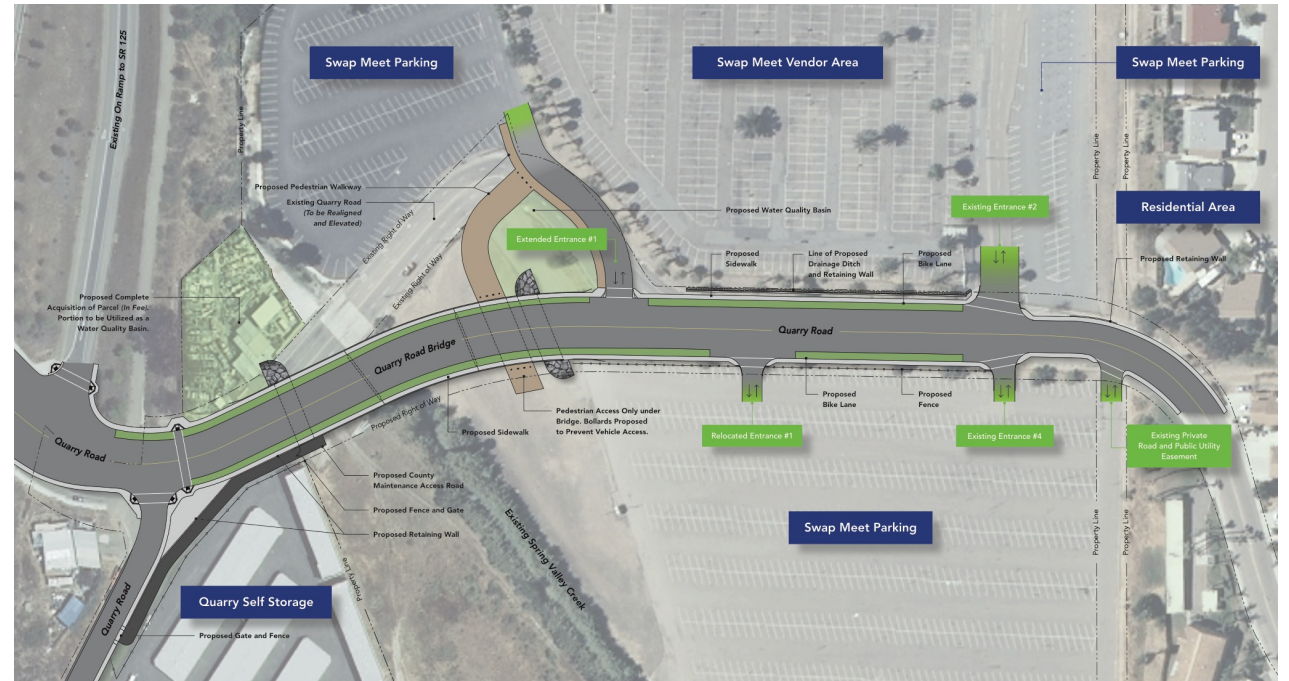 Existing On Ramp to SR 125
Property Line
Swap Meet Parking
Swap Meet Vendor Area
Swap Meet Parking
Property Line
Property Line
Proposed Pedestrian Walkway
Existing Quarry Road
(To be Realigned
and Elevated)
Existing Right of Way
Existing Right of Way
Proposed Water Quality Basin
Extended Entrance #1
Existing Entrance #2
Residential Area
Proposed
Sidewalk
Line of Proposed
Drainage Ditch
and Retaining Wall
Proposed
Bike Lane
Proposed Retaining Wall
Proposed Complete
Acquisition of Parcel (In Fee).
Portion to be Utilized as a
Water Quality Basin.
Quarry Road Bridge
Quarry Road
Proposed Right of Way
Proposed Sidewalk
Pedestrian Access Only under
Bridge. Bollards Proposed
to Prevent Vehicle Access.
Proposed
Bike Lane
Proposed
Fence
Relocated Entrance #1
Existing Entrance #4
Existing Private
Road and Public Utility
Easement
Quarry Road
Proposed County
Maintenance Access Road
Proposed Fence and Gate
Proposed Retaining Wall
Property Line
Existing Spring Valley Creek
Swap Meet Parking
Property Line
Property Line
Quarry Road
Quarry Self Storage
Proposed Gate and Fence